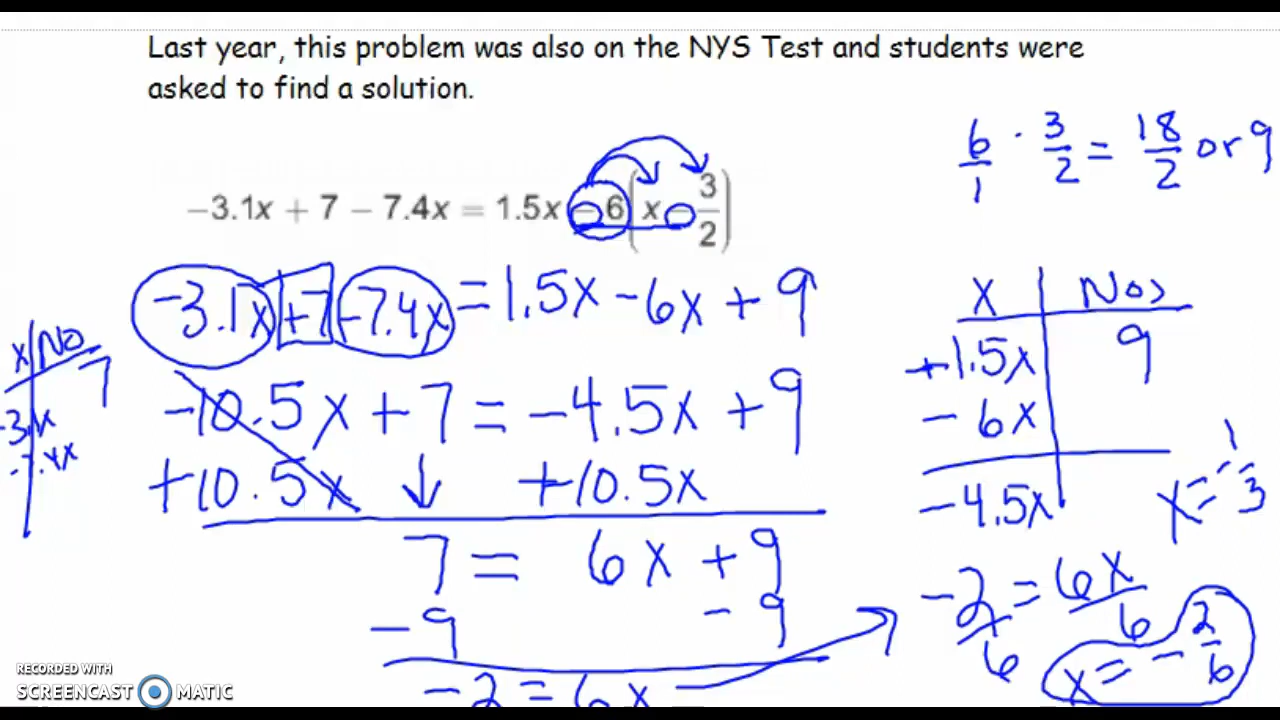 Last year, this problem was also on the NYS Test and students were
asked to find a solution.
6/1 · 3/2 = 18/2 or 9
-3.1x + 7 - 7.4x = 1.5x - 6(x - 3/2)
-3.1x +7 -7.4x = 1.5x - 6x + 9
-10.5x + 7 = -4.5x + 9
+10.5x ↓ +10.5x
7 = 6x + 9
-9 - 9
-2 = 6x
x | No
7
-3.1x
-7.4x
x | Nos
+1.5x | 9
- 6x
-4.5x
x = -1/3
-2/6 = 6x/6
x = -2/6
RECORDED WITH
SCREENCAST MATIC